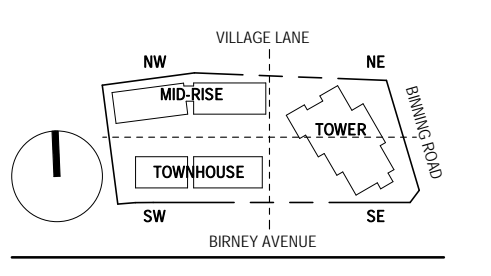 VILLAGE LANE
NW
NE
MID-RISE
BINNING ROAD
TOWER
TOWNHOUSE
SW
SE
BIRNEY AVENUE